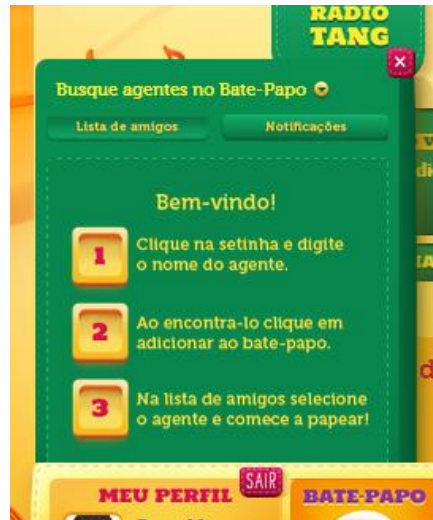 RADIO
TANG
Busque agentes no Bate-Papo
Lista de amigos
Notificações
Bem-vindo!
1
Clique na setinha e digite
o nome do agente.
2
Ao encontra-lo clique em
adicionar ao bate-papo.
3
Na lista de amigos selecione
o agente e comece a papear!
SAIR
MEU PERFIL
BATE-PAPO